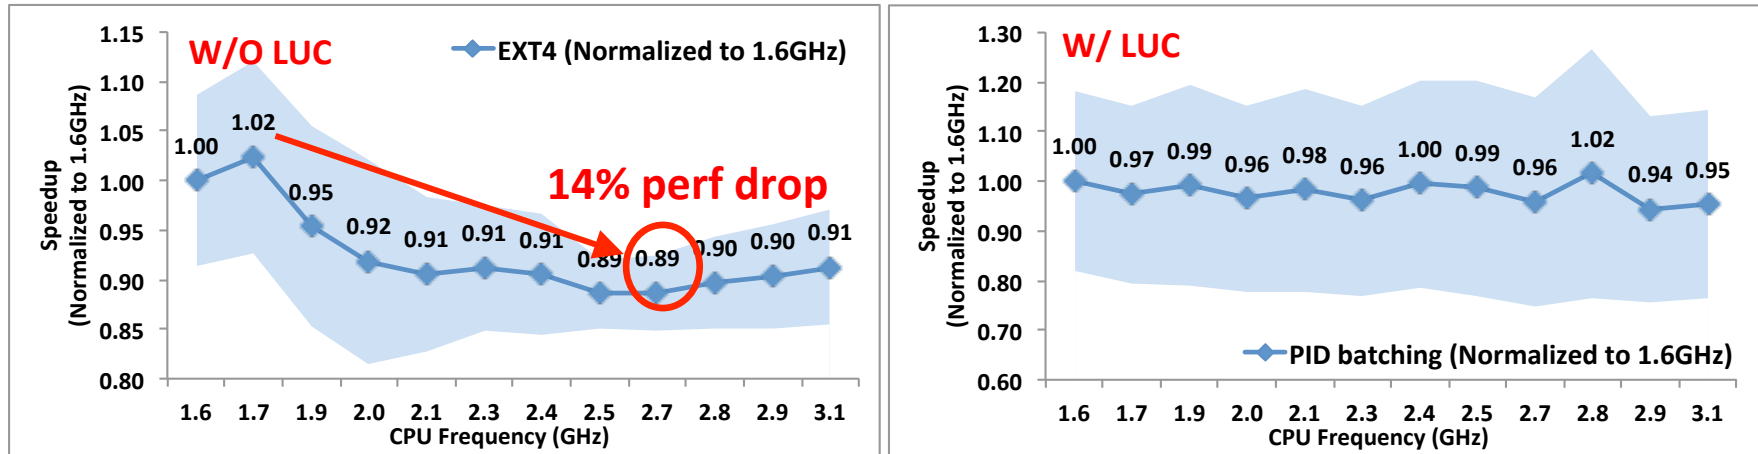 W/O LUC
EXT4 (Normalized to 1.6GHz)
14% perf drop
Speedup
(Normalized to 1.6GHz)
1.15
1.10
1.05
1.00
0.95
0.90
0.85
0.80
1.00 1.02 0.95 0.92 0.91 0.91 0.91 0.89 0.89 0.90 0.90 0.91
1.6 1.7 1.9 2.0 2.1 2.3 2.4 2.5 2.7 2.8 2.9 3.1
CPU Frequency (GHz)
W/ LUC
Speedup
(Normalized to 1.6GHz)
1.30
1.20
1.10
1.00
0.90
0.80
0.70
0.60
1.00 0.97 0.99 0.96 0.98 0.96 1.00 0.99 0.96 1.02 0.94 0.95
PID batching (Normalized to 1.6GHz)
1.6 1.7 1.9 2.0 2.1 2.3 2.4 2.5 2.7 2.8 2.9 3.1
CPU Frequency (GHz)